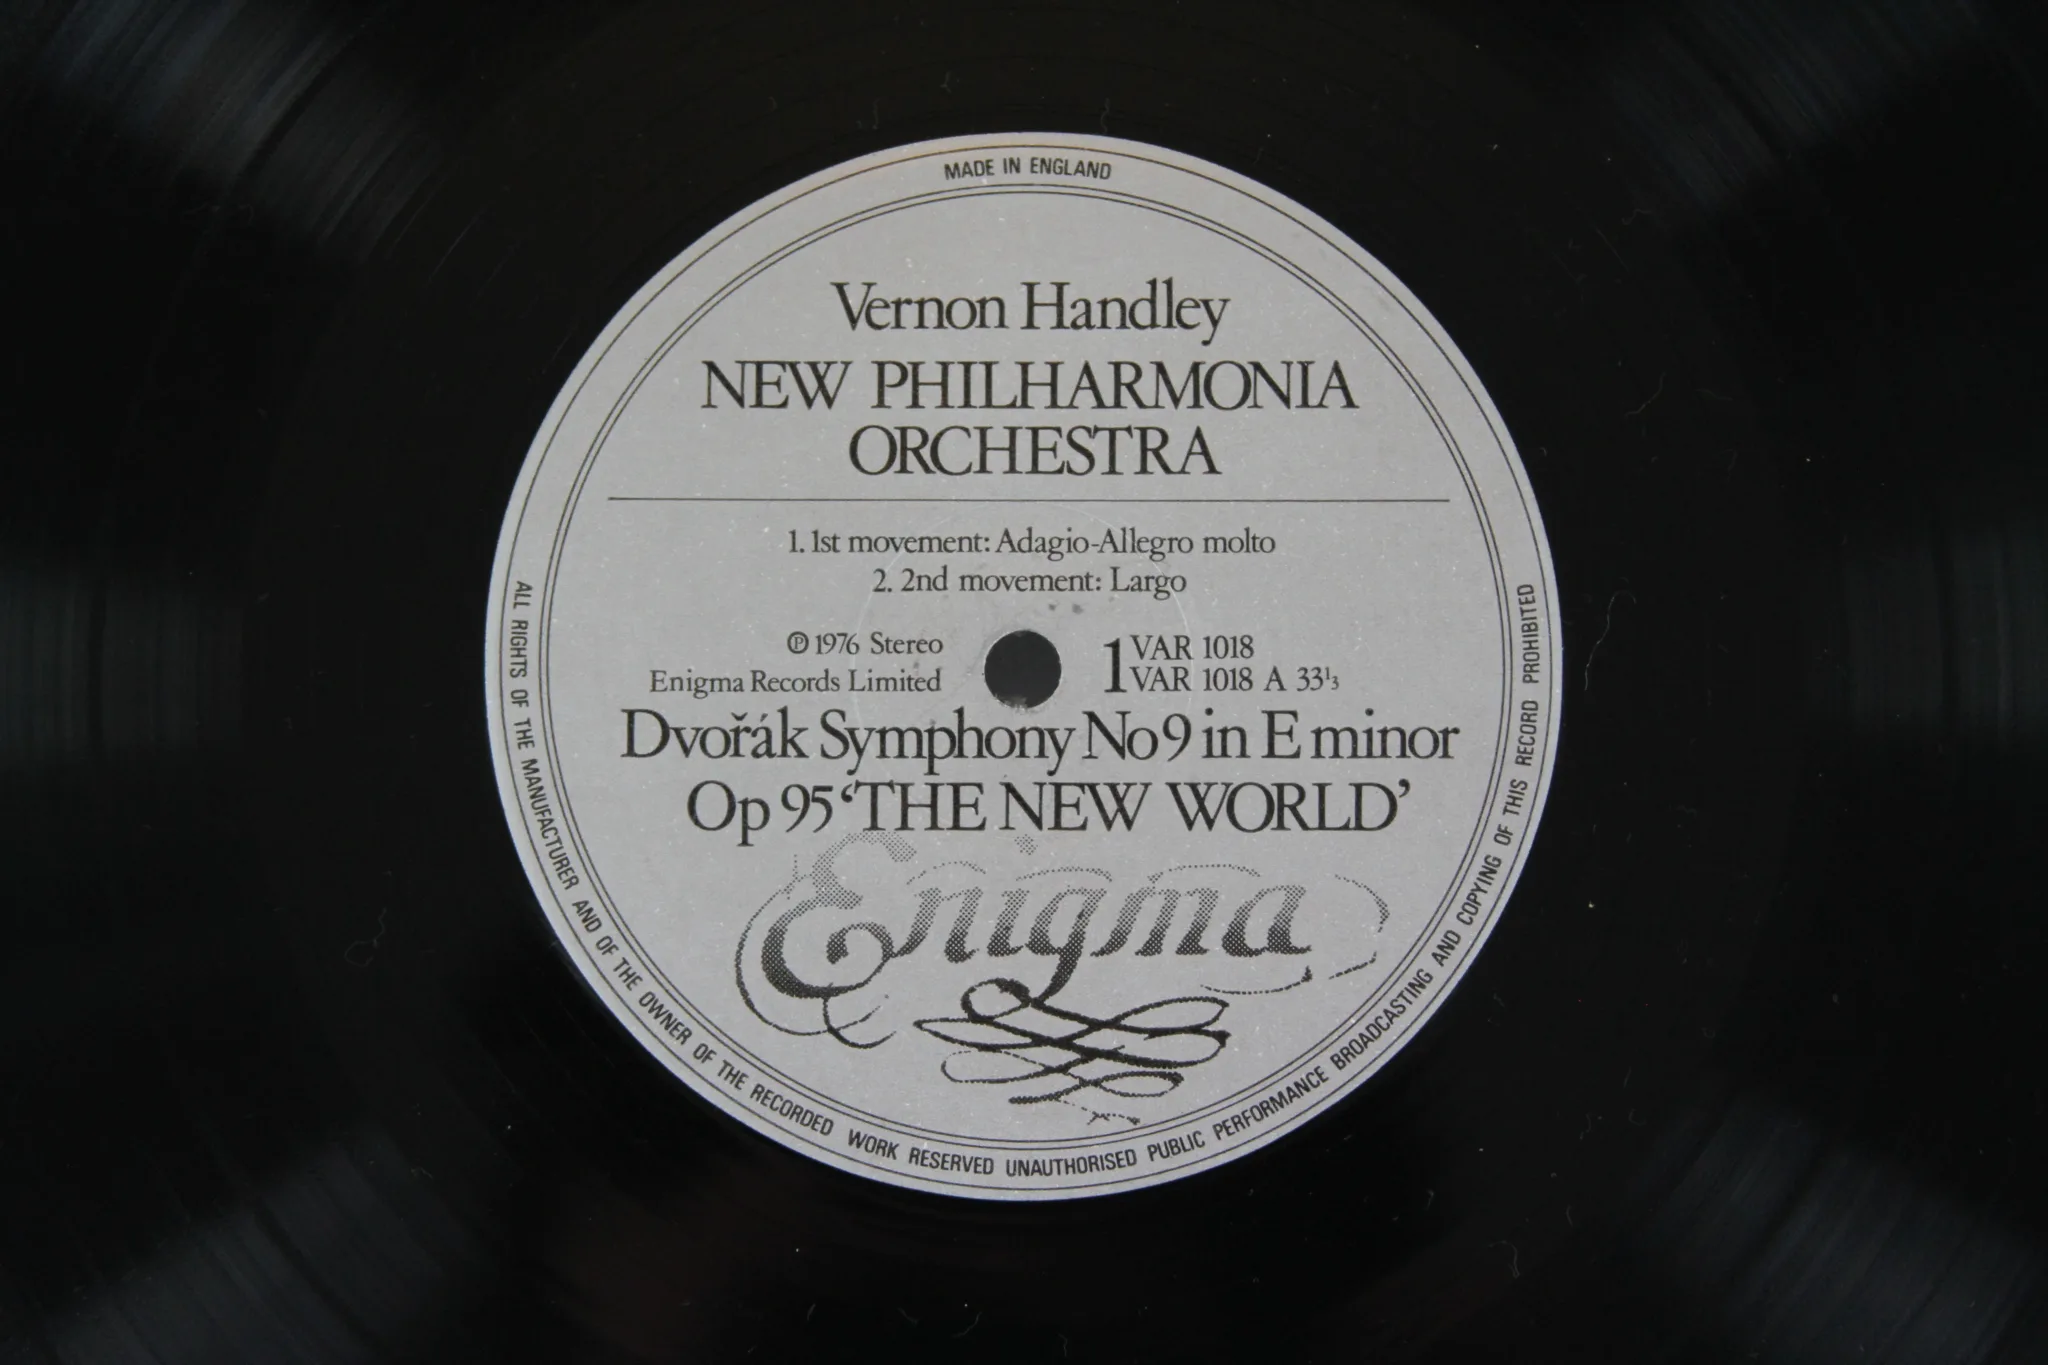 MADE IN ENGLAND
Vernon Handley
NEW PHILHARMONIA
ORCHESTRA
1. 1st movement: Adagio-Allegro molto
2. 2nd movement: Largo
℗ 1976 Stereo
Enigma Records Limited
1 VAR 1018
VAR 1018 A 33⅓
Dvořák Symphony No 9 in E minor
Op 95 ‘THE NEW WORLD’
Enigma
ALL RIGHTS OF THE MANUFACTURER AND OF THE OWNER OF THE RECORDED WORK RESERVED UNAUTHORISED PUBLIC PERFORMANCE BROADCASTING AND COPYING OF THIS RECORD PROHIBITED